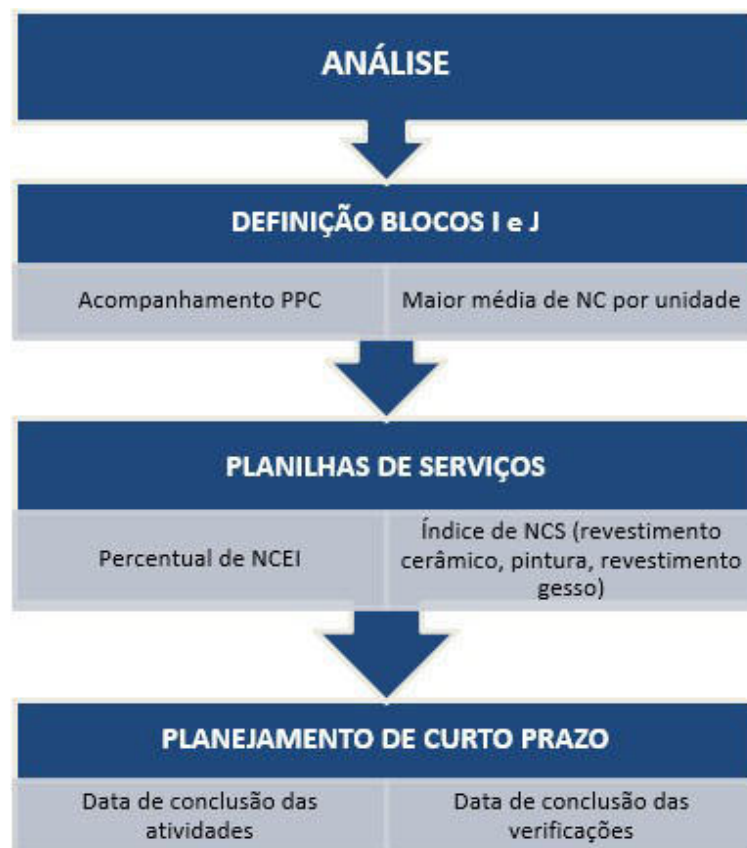 ANÁLISE
DEFINIÇÃO BLOCOS I e J
Acompanhamento PPC
Maior média de NC por unidade
PLANILHAS DE SERVIÇOS
Percentual de NCEI
Índice de NCS (revestimento
cerâmico, pintura, revestimento
gesso)
PLANEJAMENTO DE CURTO PRAZO
Data de conclusão das
atividades
Data de conclusão das
verificações